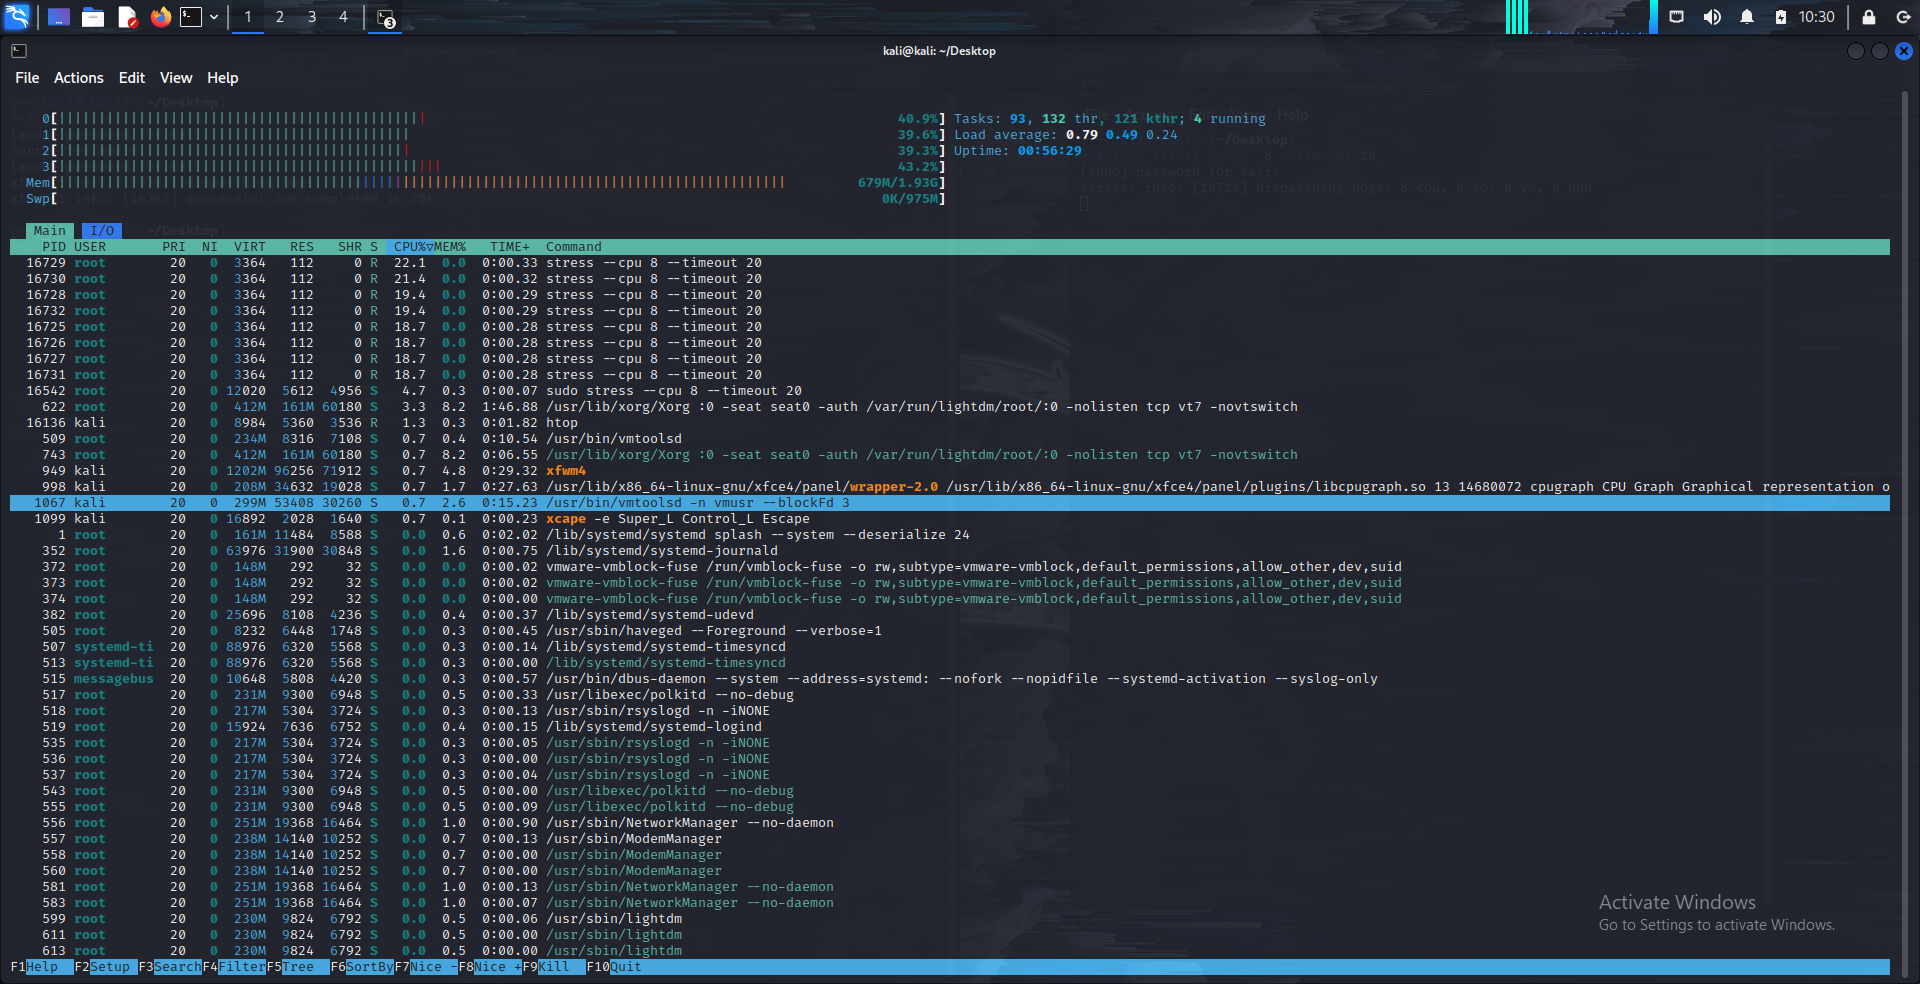 1 2 3 4 3 10:30
kali@kali: ~/Desktop
File Actions Edit View Help
0[ 40.9%] Tasks: 93, 132 thr, 121 kthr; 4 running
1[ 39.6%] Load average: 0.79 0.49 0.24
2[ 39.3%] Uptime: 00:56:29
3[ 43.2%]
Mem[ 679M/1.93G]
Swp[ 0K/975M]
[sudo] password for kali:
stress: info: [16724] dispatching hogs: 8 cpu, 0 io, 0 vm, 0 hdd
Main I/O
PID USER PRI NI VIRT RES SHR S CPU%▽MEM% TIME+ Command
16729 root 20 0 3364 112 0 R 22.1 0.0 0:00.33 stress --cpu 8 --timeout 20
16730 root 20 0 3364 112 0 R 21.4 0.0 0:00.32 stress --cpu 8 --timeout 20
16728 root 20 0 3364 112 0 R 19.4 0.0 0:00.29 stress --cpu 8 --timeout 20
16732 root 20 0 3364 112 0 R 19.4 0.0 0:00.29 stress --cpu 8 --timeout 20
16725 root 20 0 3364 112 0 R 18.7 0.0 0:00.28 stress --cpu 8 --timeout 20
16726 root 20 0 3364 112 0 R 18.7 0.0 0:00.28 stress --cpu 8 --timeout 20
16727 root 20 0 3364 112 0 R 18.7 0.0 0:00.28 stress --cpu 8 --timeout 20
16731 root 20 0 3364 112 0 R 18.7 0.0 0:00.28 stress --cpu 8 --timeout 20
16542 root 20 0 12020 5612 4956 S 4.7 0.3 0:00.07 sudo stress --cpu 8 --timeout 20
622 root 20 0 412M 161M 60180 S 3.3 8.2 1:46.88 /usr/lib/xorg/Xorg :0 -seat seat0 -auth /var/run/lightdm/root/:0 -nolisten tcp vt7 -novtswitch
16136 kali 20 0 8984 5360 3536 R 1.3 0.3 0:01.82 htop
509 root 20 0 234M 8316 7108 S 0.7 0.4 0:10.54 /usr/bin/vmtoolsd
743 root 20 0 412M 161M 60180 S 0.7 8.2 0:06.55 /usr/lib/xorg/Xorg :0 -seat seat0 -auth /var/run/lightdm/root/:0 -nolisten tcp vt7 -novtswitch
949 kali 20 0 1202M 96256 71912 S 0.7 4.8 0:29.32 xfwm4
998 kali 20 0 208M 34632 19028 S 0.7 1.7 0:27.63 /usr/lib/x86_64-linux-gnu/xfce4/panel/wrapper-2.0 /usr/lib/x86_64-linux-gnu/xfce4/panel/plugins/libcpugraph.so 13 14680072 cpugraph CPU Graph Graphical representation o
1067 kali 20 0 299M 53408 30260 S 0.7 2.6 0:15.23 /usr/bin/vmtoolsd -n vmusr --blockFd 3
1099 kali 20 0 16892 2028 1640 S 0.7 0.1 0:00.23 xcape -e Super_L Control_L Escape
1 root 20 0 161M 11484 8588 S 0.0 0.6 0:02.02 /lib/systemd/systemd splash --system --deserialize 24
352 root 20 0 63976 31900 30848 S 0.0 1.6 0:00.75 /lib/systemd/systemd-journald
372 root 20 0 148M 292 32 S 0.0 0.0 0:00.02 vmware-vmblock-fuse /run/vmblock-fuse -o rw,subtype=vmware-vmblock,default_permissions,allow_other,dev,suid
373 root 20 0 148M 292 32 S 0.0 0.0 0:00.02 vmware-vmblock-fuse /run/vmblock-fuse -o rw,subtype=vmware-vmblock,default_permissions,allow_other,dev,suid
374 root 20 0 148M 292 32 S 0.0 0.0 0:00.00 vmware-vmblock-fuse /run/vmblock-fuse -o rw,subtype=vmware-vmblock,default_permissions,allow_other,dev,suid
382 root 20 0 25696 8108 4236 S 0.0 0.4 0:00.37 /lib/systemd/systemd-udevd
505 root 20 0 8232 6448 1748 S 0.0 0.3 0:00.45 /usr/sbin/haveged --Foreground --verbose=1
507 systemd-ti 20 0 88976 6320 5568 S 0.0 0.3 0:00.14 /lib/systemd/systemd-timesyncd
513 systemd-ti 20 0 88976 6320 5568 S 0.0 0.3 0:00.00 /lib/systemd/systemd-timesyncd
515 messagebus 20 0 10648 5808 4420 S 0.0 0.3 0:00.57 /usr/bin/dbus-daemon --system --address=systemd: --nofork --nopidfile --systemd-activation --syslog-only
517 root 20 0 231M 9300 6948 S 0.0 0.5 0:00.33 /usr/libexec/polkitd --no-debug
518 root 20 0 217M 5304 3724 S 0.0 0.3 0:00.13 /usr/sbin/rsyslogd -n -iNONE
519 root 20 0 15924 7636 6752 S 0.0 0.4 0:00.15 /lib/systemd/systemd-logind
535 root 20 0 217M 5304 3724 S 0.0 0.3 0:00.05 /usr/sbin/rsyslogd -n -iNONE
536 root 20 0 217M 5304 3724 S 0.0 0.3 0:00.00 /usr/sbin/rsyslogd -n -iNONE
537 root 20 0 217M 5304 3724 S 0.0 0.3 0:00.04 /usr/sbin/rsyslogd -n -iNONE
543 root 20 0 231M 9300 6948 S 0.0 0.5 0:00.00 /usr/libexec/polkitd --no-debug
555 root 20 0 231M 9300 6948 S 0.0 0.5 0:00.09 /usr/libexec/polkitd --no-debug
556 root 20 0 251M 19368 16464 S 0.0 1.0 0:00.90 /usr/sbin/NetworkManager --no-daemon
557 root 20 0 238M 14140 10252 S 0.0 0.7 0:00.13 /usr/sbin/ModemManager
558 root 20 0 238M 14140 10252 S 0.0 0.7 0:00.00 /usr/sbin/ModemManager
560 root 20 0 238M 14140 10252 S 0.0 0.7 0:00.00 /usr/sbin/ModemManager
581 root 20 0 251M 19368 16464 S 0.0 1.0 0:00.13 /usr/sbin/NetworkManager --no-daemon
583 root 20 0 251M 19368 16464 S 0.0 1.0 0:00.07 /usr/sbin/NetworkManager --no-daemon
599 root 20 0 230M 9824 6792 S 0.0 0.5 0:00.06 /usr/sbin/lightdm
611 root 20 0 230M 9824 6792 S 0.0 0.5 0:00.00 /usr/sbin/lightdm
613 root 20 0 230M 9824 6792 S 0.0 0.5 0:00.00 /usr/sbin/lightdm
F1Help F2Setup F3SearchF4FilterF5Tree F6SortByF7Nice -F8Nice +F9Kill F10Quit
Activate Windows
Go to Settings to activate Windows.